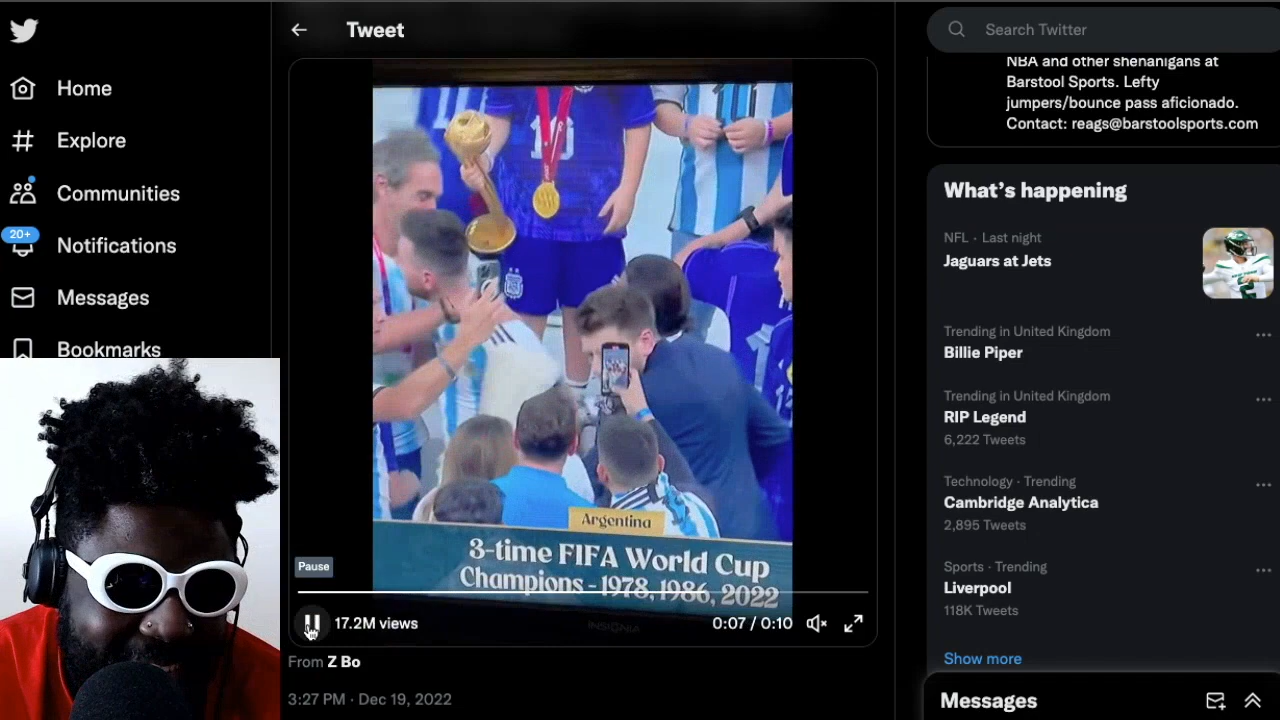 Home
Explore
Communities
20+
Notifications
Messages
Bookmarks
Tweet
10
Argentina
3-time FIFA World Cup
Champions - 1978, 1986, 2022
INSIGNIA
Pause
17.2M views
0:07 / 0:10
From Z Bo
3:27 PM · Dec 19, 2022
Search Twitter
NBA and other shenanigans at
Barstool Sports. Lefty
jumpers/bounce pass aficionado.
Contact: reags@barstoolsports.com
What's happening
NFL · Last night
Jaguars at Jets
Trending in United Kingdom
Billie Piper
Trending in United Kingdom
RIP Legend
6,222 Tweets
Technology · Trending
Cambridge Analytica
2,895 Tweets
Sports · Trending
Liverpool
118K Tweets
Show more
Messages